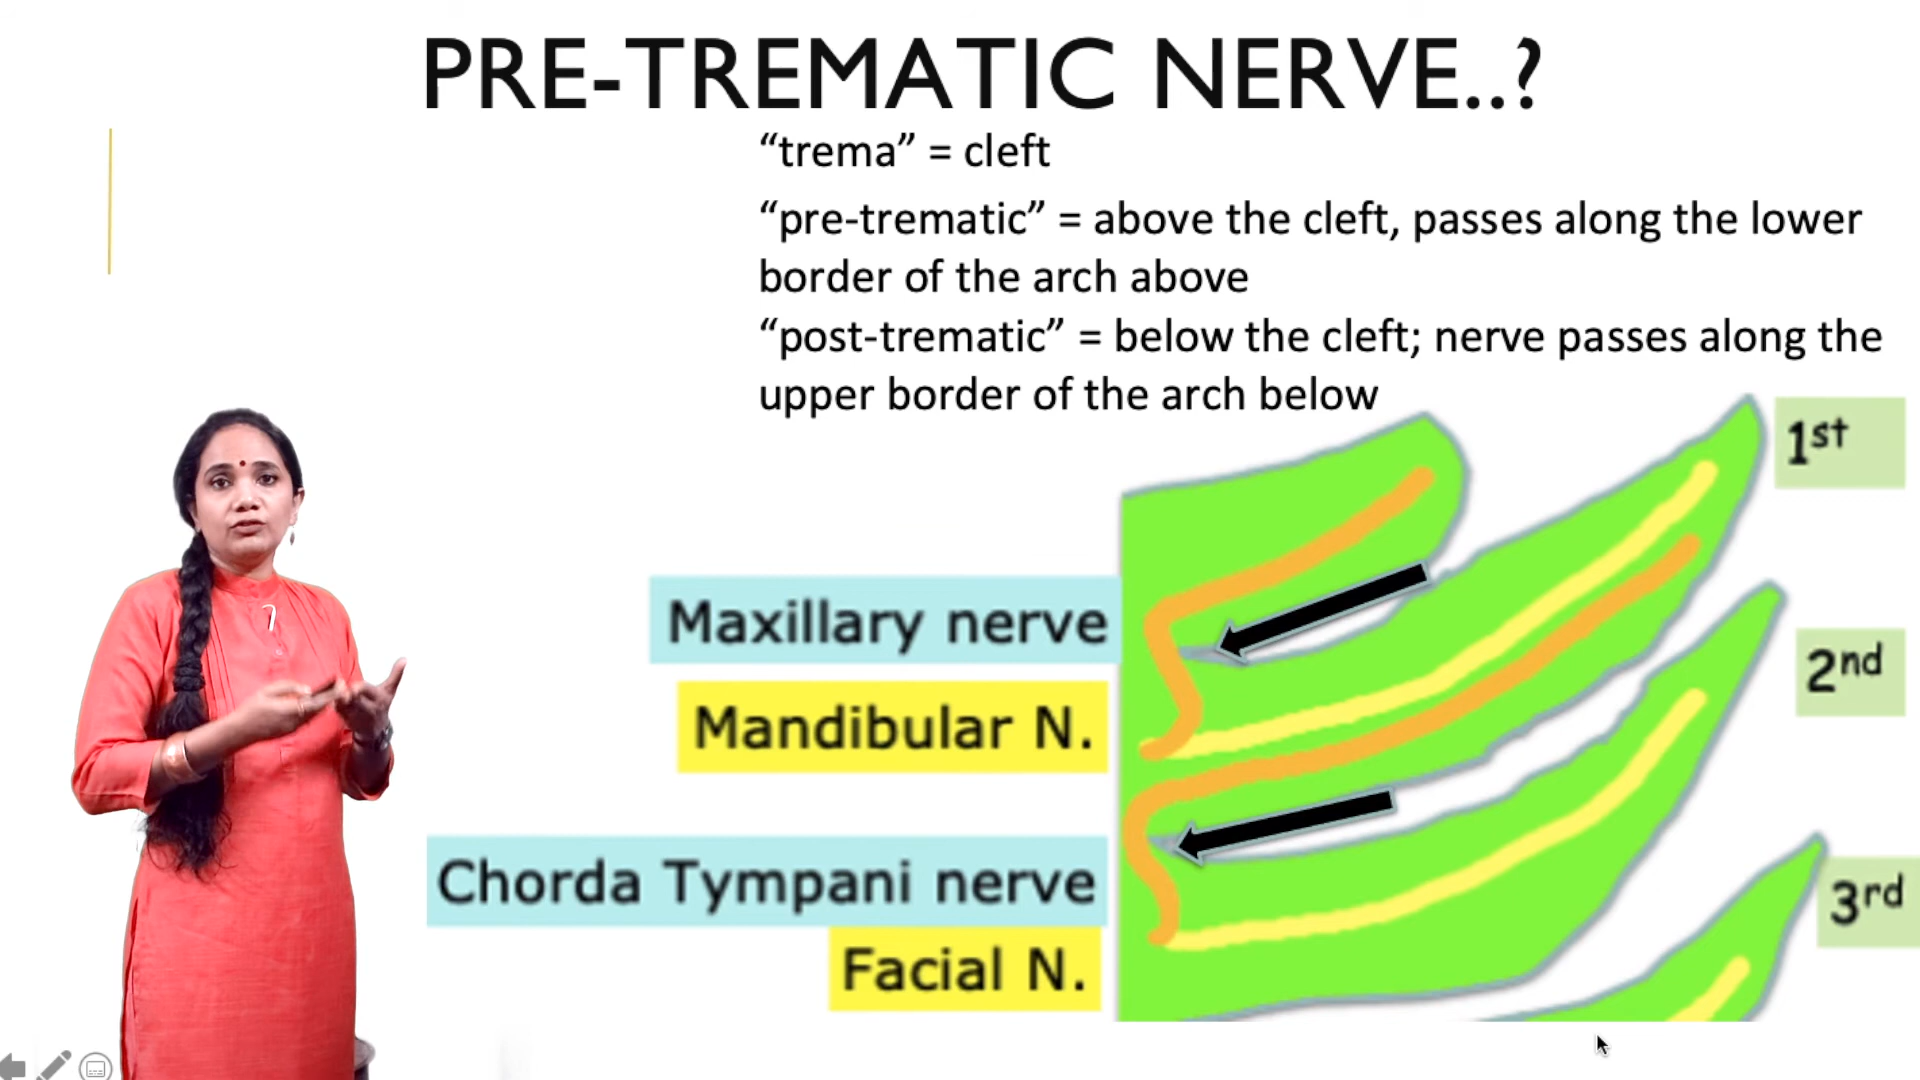 PRE-TREMATIC NERVE..?
“trema” = cleft
“pre-trematic” = above the cleft, passes along the lower
border of the arch above
“post-trematic” = below the cleft; nerve passes along the
upper border of the arch below
1st
Maxillary nerve
2nd
Mandibular N.
Chorda Tympani nerve
3rd
Facial N.